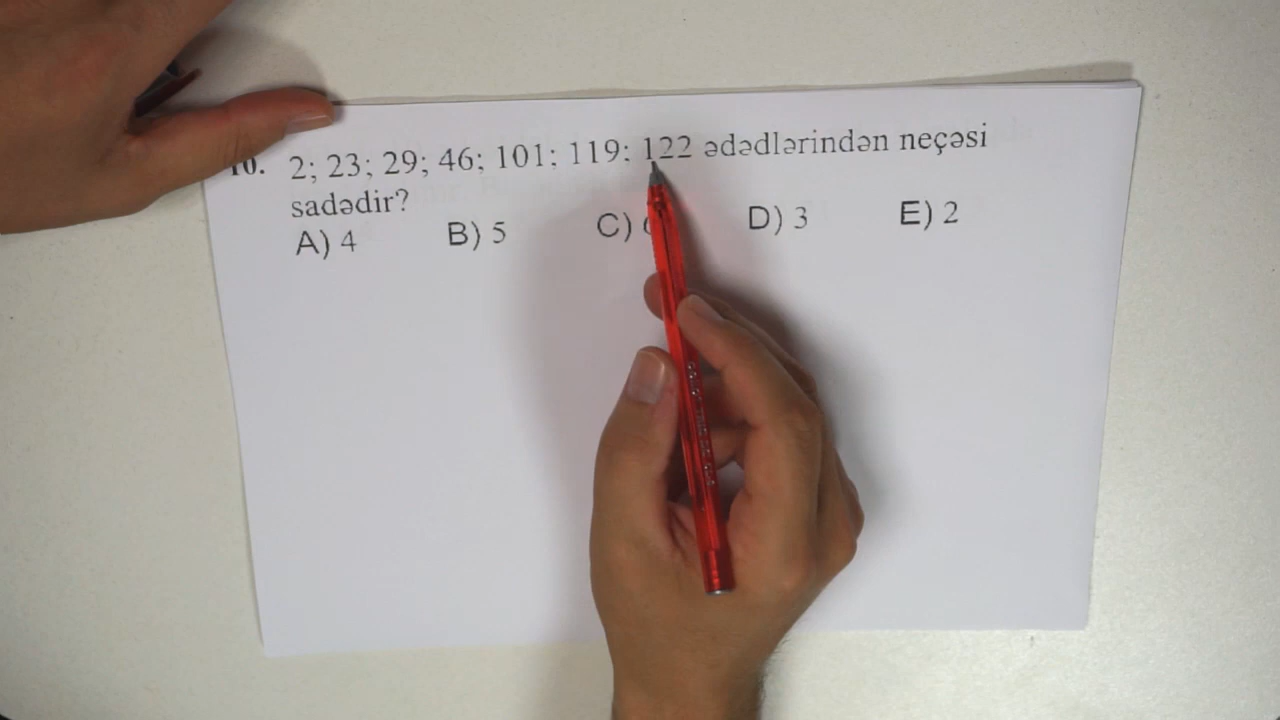 10. 2; 23; 29; 46; 101; 119; 122 ədədlərindən neçəsi
sadədir?
A) 4 B) 5 C) D) 3 E) 2